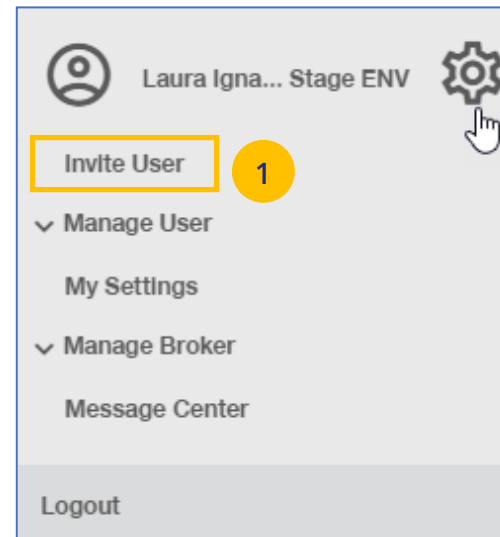 Laura Igna... Stage ENV
Invite User
1
Manage User
My Settings
Manage Broker
Message Center
Logout